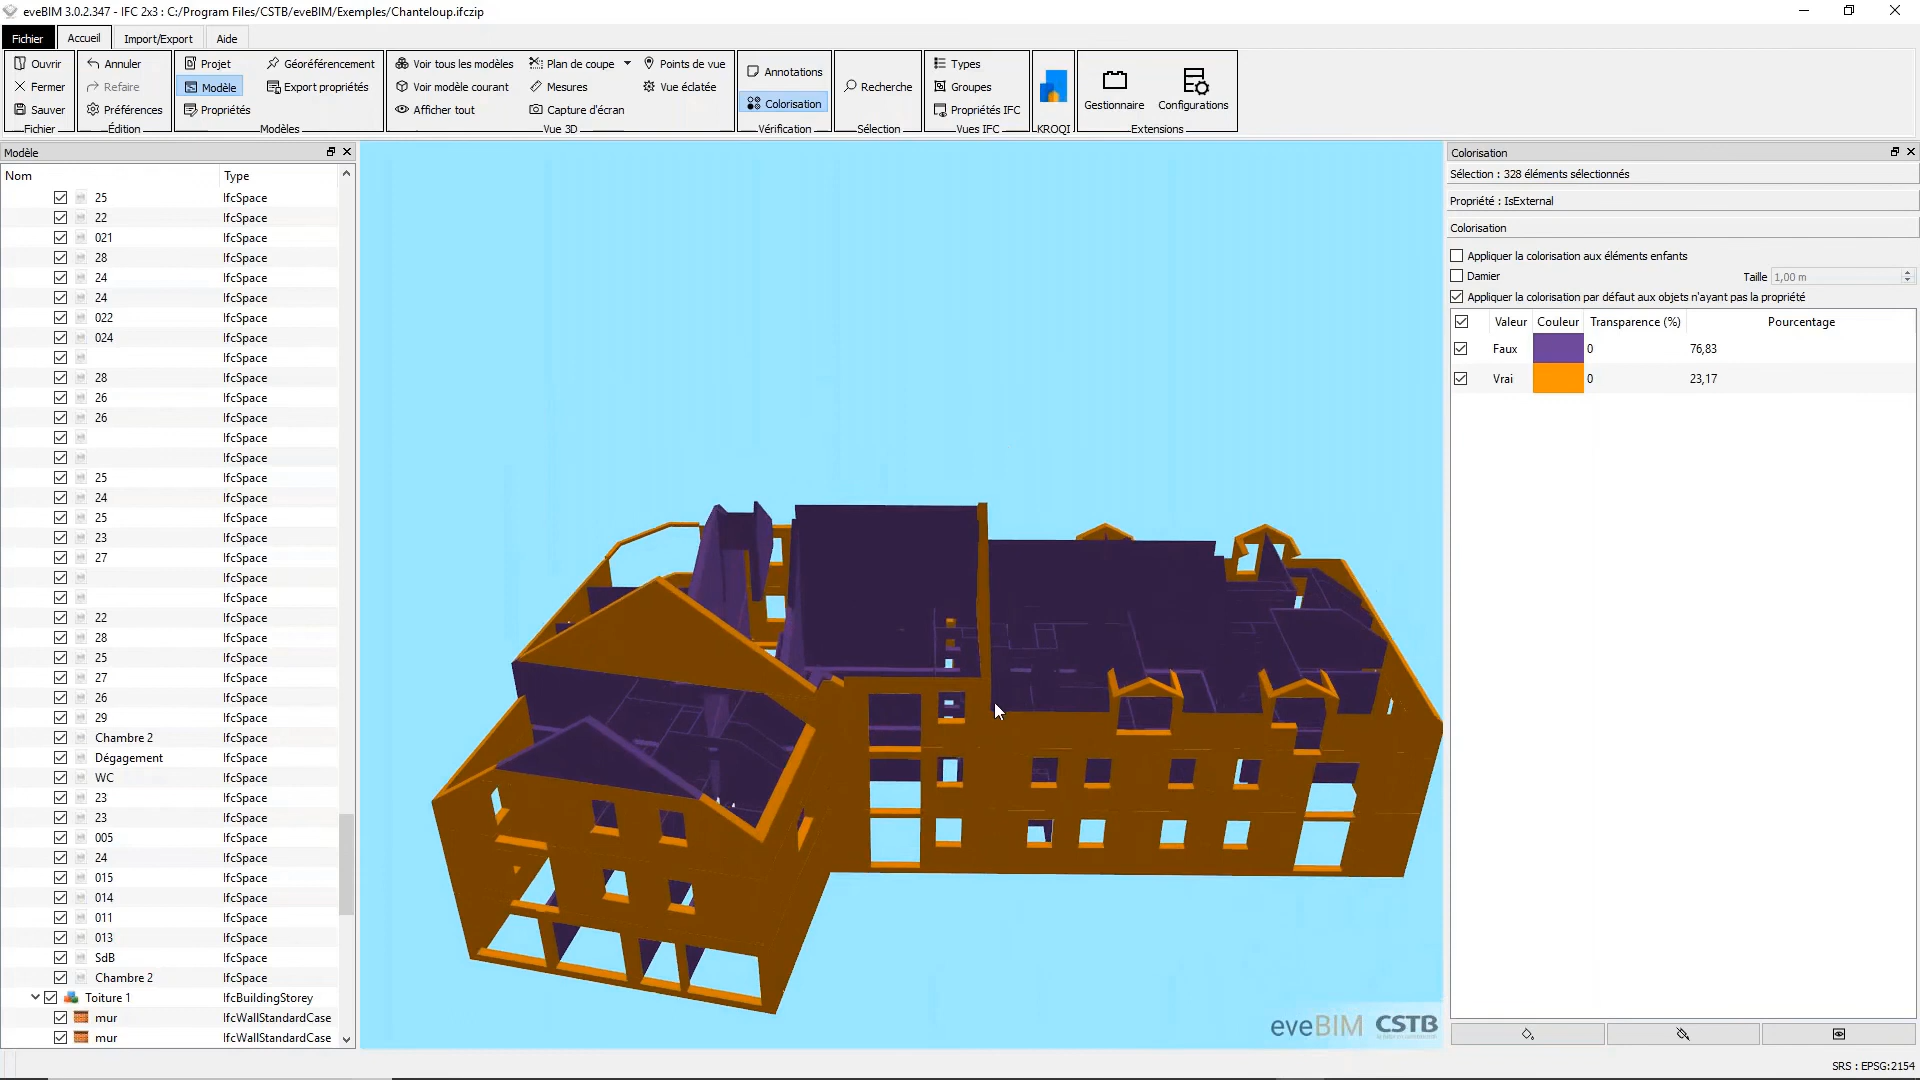 eveBIM 3.0.2.347 - IFC 2x3 : C:/Program Files/CSTB/eveBIM/Exemples/Chanteloup.ifczip
Fichier Accueil Import/Export Aide
Ouvrir Annuler Projet Géoréférencement Voir tous les modèles Plan de coupe Points de vue Annotations Types
Fermer Refaire Modèle Export propriétés Voir modèle courant Mesures Vue éclatée Recherche Groupes
Sauver Préférences Propriétés Afficher tout Capture d'écran Colorisation Propriétés IFC Gestionnaire Configurations
Fichier Édition Modèles Vue 3D Vérification Sélection Vues IFC KROQI Extensions
Modèle
Nom Type
25 IfcSpace
22 IfcSpace
021 IfcSpace
28 IfcSpace
24 IfcSpace
24 IfcSpace
022 IfcSpace
024 IfcSpace
IfcSpace
28 IfcSpace
26 IfcSpace
26 IfcSpace
IfcSpace
IfcSpace
25 IfcSpace
24 IfcSpace
25 IfcSpace
23 IfcSpace
27 IfcSpace
IfcSpace
IfcSpace
22 IfcSpace
28 IfcSpace
25 IfcSpace
27 IfcSpace
26 IfcSpace
29 IfcSpace
Chambre 2 IfcSpace
Dégagement IfcSpace
WC IfcSpace
23 IfcSpace
23 IfcSpace
005 IfcSpace
24 IfcSpace
015 IfcSpace
014 IfcSpace
011 IfcSpace
013 IfcSpace
SdB IfcSpace
Chambre 2 IfcSpace
Toiture 1 IfcBuildingStorey
mur IfcWallStandardCase
mur IfcWallStandardCase
eveBIM CSTB
Colorisation
Sélection : 328 éléments sélectionnés
Propriété : IsExternal
Colorisation
Appliquer la colorisation aux éléments enfants
Damier Taille 1,00 m
Appliquer la colorisation par défaut aux objets n'ayant pas la propriété
Valeur Couleur Transparence (%) Pourcentage
Faux 0 76,83
Vrai 0 23,17
SRS : EPSG:2154